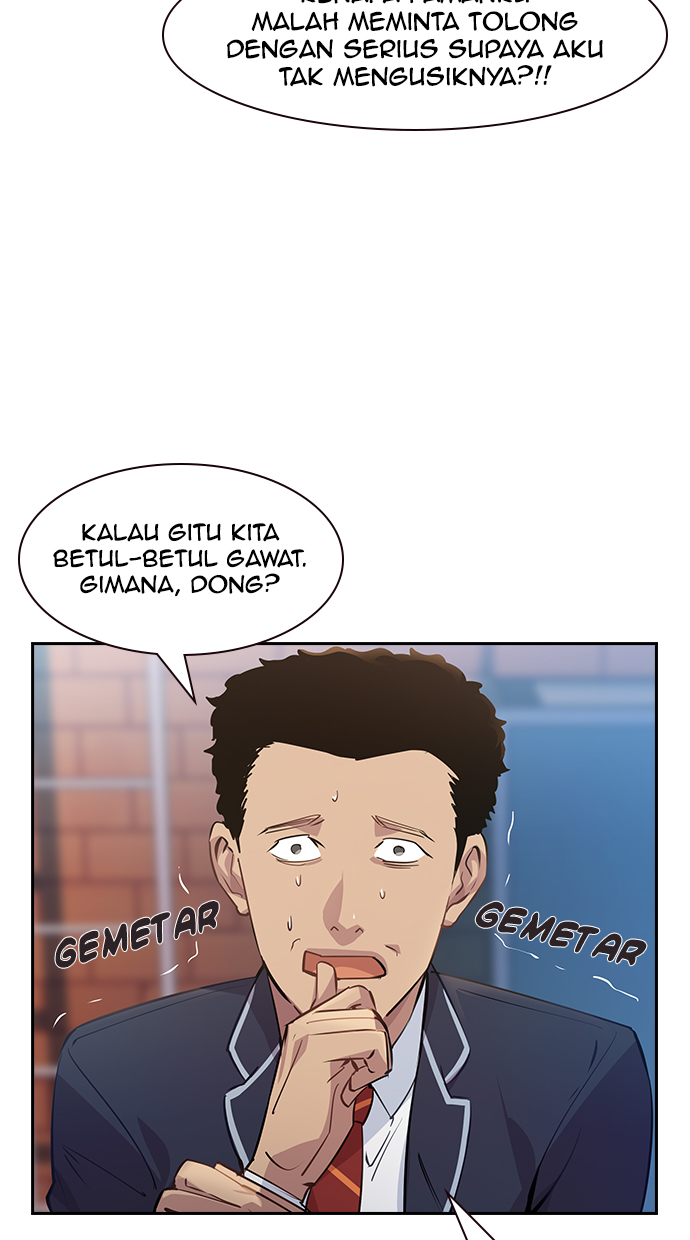 MALAH MEMINTA TOLONG
DENGAN SERIUS SUPAYA AKU
TAK MENGUSIKNYA?!!
KALAU GITU KITA
BETUL-BETUL GAWAT.
GIMANA, DONG?
GEMETAR
GEMETAR